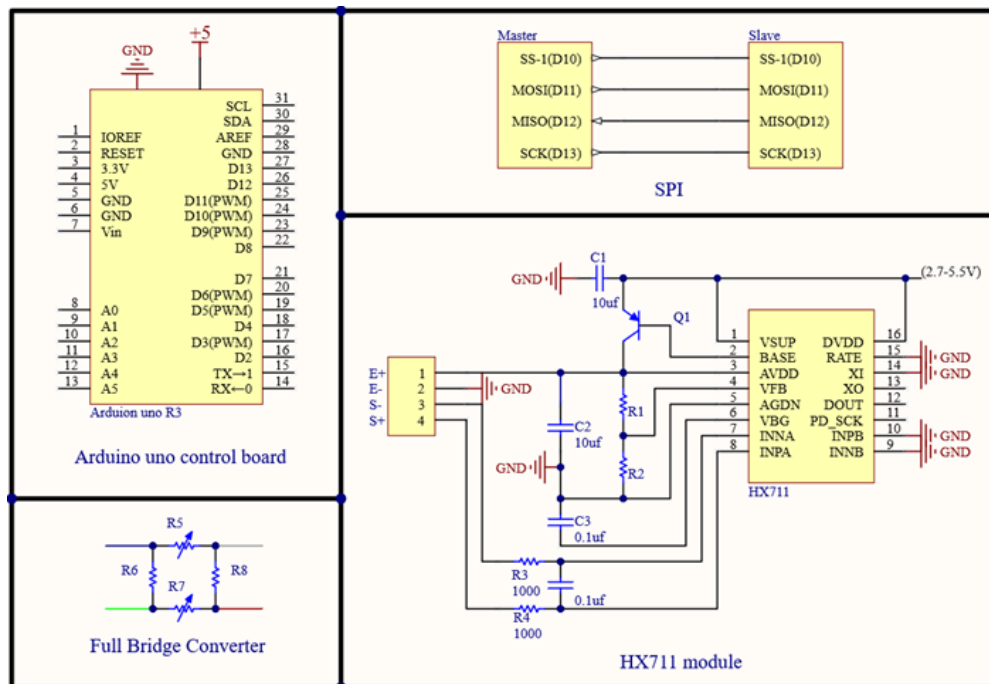 +5
GND
SCL 31
SDA 30
1 IOREF AREF 29
2 RESET GND 28
3 3.3V D13 27
4 5V D12 26
5 GND D11(PWM) 25
6 GND D10(PWM) 24
7 Vin D9(PWM) 23
D8 22
D7 21
D6(PWM) 20
8 A0 D5(PWM) 19
9 A1 D4 18
10 A2 D3(PWM) 17
11 A3 D2 16
12 A4 TX→1 15
13 A5 RX←0 14
Arduion uno R3
Arduino uno control board
Master Slave
SS-1(D10) SS-1(D10)
MOSI(D11) MOSI(D11)
MISO(D12) MISO(D12)
SCK(D13) SCK(D13)
SPI
R5
R6 R7 R8
Full Bridge Converter
C1
GND (2.7-5.5V)
10uf
Q1
1 VSUP DVDD 16
2 BASE RATE 15 GND
3 AVDD XI 14 GND
4 VFB XO 13
5 AGDN DOUT 12
6 VBG PD_SCK 11
7 INNA INPB 10 GND
8 INPA INNB 9 GND
HX711
E+ 1
E- 2 GND
S- 3
S+ 4
R1
C2
10uf
GND R2
C3
0.1uf
R3
1000 0.1uf
R4
1000
HX711 module